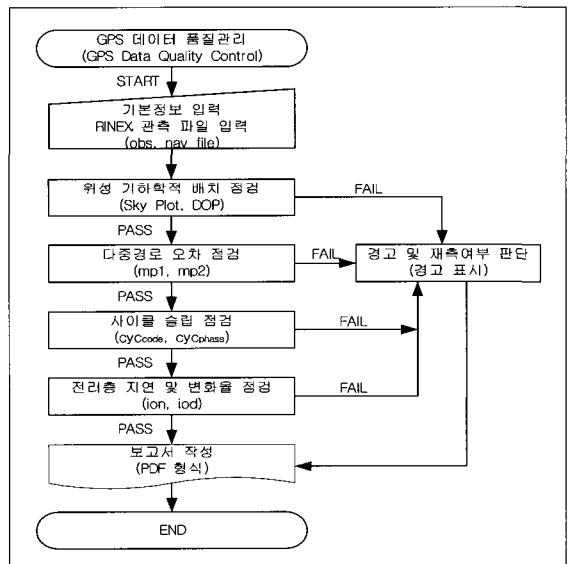 GPS 데이터 품질관리
(GPS Data Quality Control)
START
기본정보 입력
RINEX 관측 파일 입력
(obs, nav file)
위성 기하학적 배치 점검
(Sky Plot, DOP)
FAIL
PASS
다중경로 오차 점검
(mp1, mp2)
FAIL
경고 및 재측여부 판단
(경고 표시)
PASS
사이클 슬립 점검
(cycCcode, cyCphase)
FAIL
PASS
전리층 지연 및 변화율 점검
(ion, iod)
FAIL
PASS
보고서 작성
(PDF 형식)
END